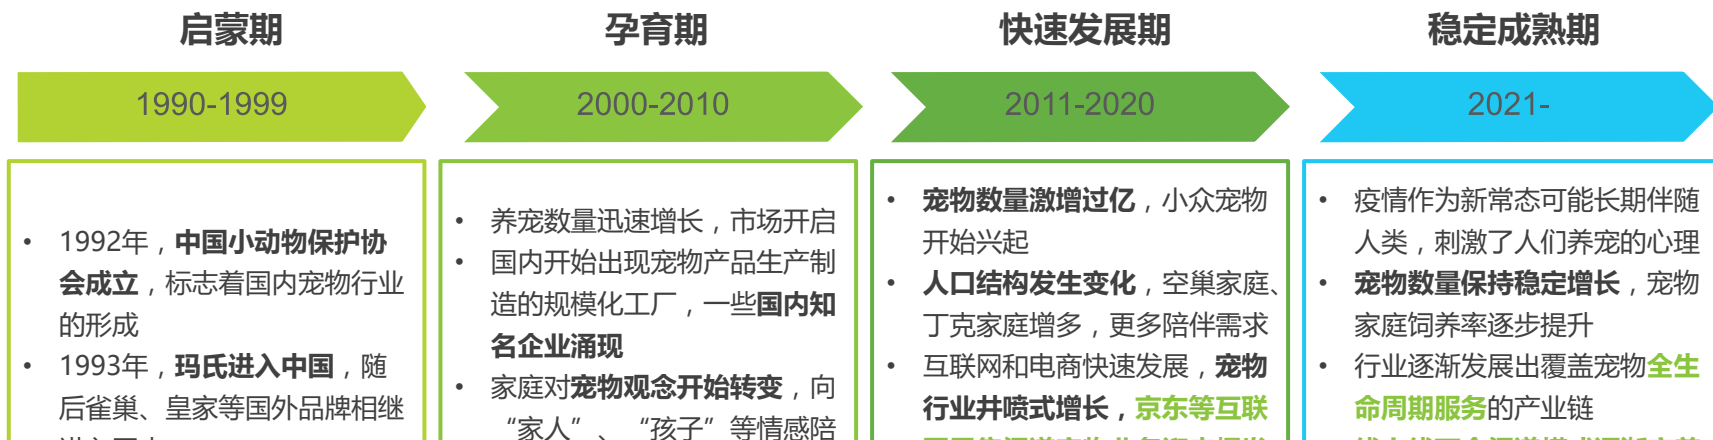 启蒙期
孕育期
快速发展期
稳定成熟期
1990-1999
2000-2010
2011-2020
2021-
• 1992年，中国小动物保护协
会成立，标志着国内宠物行业
的形成
• 1993年，玛氏进入中国，随
后雀巢、皇家等国外品牌相继
• 养宠数量迅速增长，市场开启
• 国内开始出现宠物产品生产制
造的规模化工厂，一些国内知
名企业涌现
• 家庭对宠物观念开始转变，向
“家人”、“孩子”等情感陪
• 宠物数量激增过亿，小众宠物
开始兴起
• 人口结构发生变化，空巢家庭、
丁克家庭增多，更多陪伴需求
• 互联网和电商快速发展，宠物
行业井喷式增长，京东等互联
• 疫情作为新常态可能长期伴随
人类，刺激了人们养宠的心理
• 宠物数量保持稳定增长，宠物
家庭饲养率逐步提升
• 行业逐渐发展出覆盖宠物全生
命周期服务的产业链